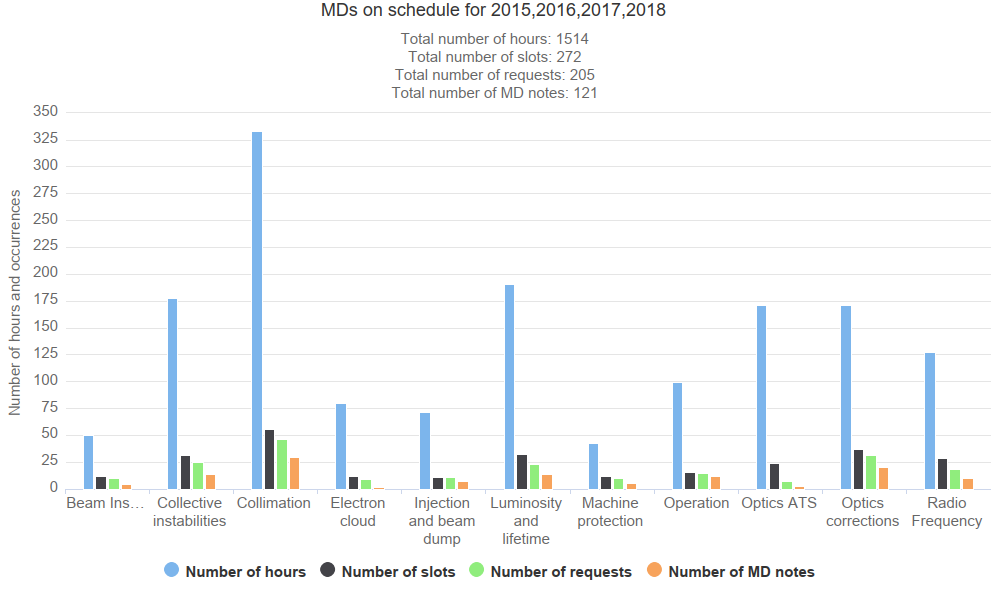 MDs on schedule for 2015,2016,2017,2018
Total number of hours: 1514
Total number of slots: 272
Total number of requests: 205
Total number of MD notes: 121
Number of hours and occurrences
350
325
300
275
250
225
200
175
150
125
100
75
50
25
0
Beam Ins…
Collective
instabilities
Collimation
Electron
cloud
Injection
and beam
dump
Luminosity
and
lifetime
Machine
protection
Operation
Optics ATS
Optics
corrections
Radio
Frequency
Number of hours
Number of slots
Number of requests
Number of MD notes